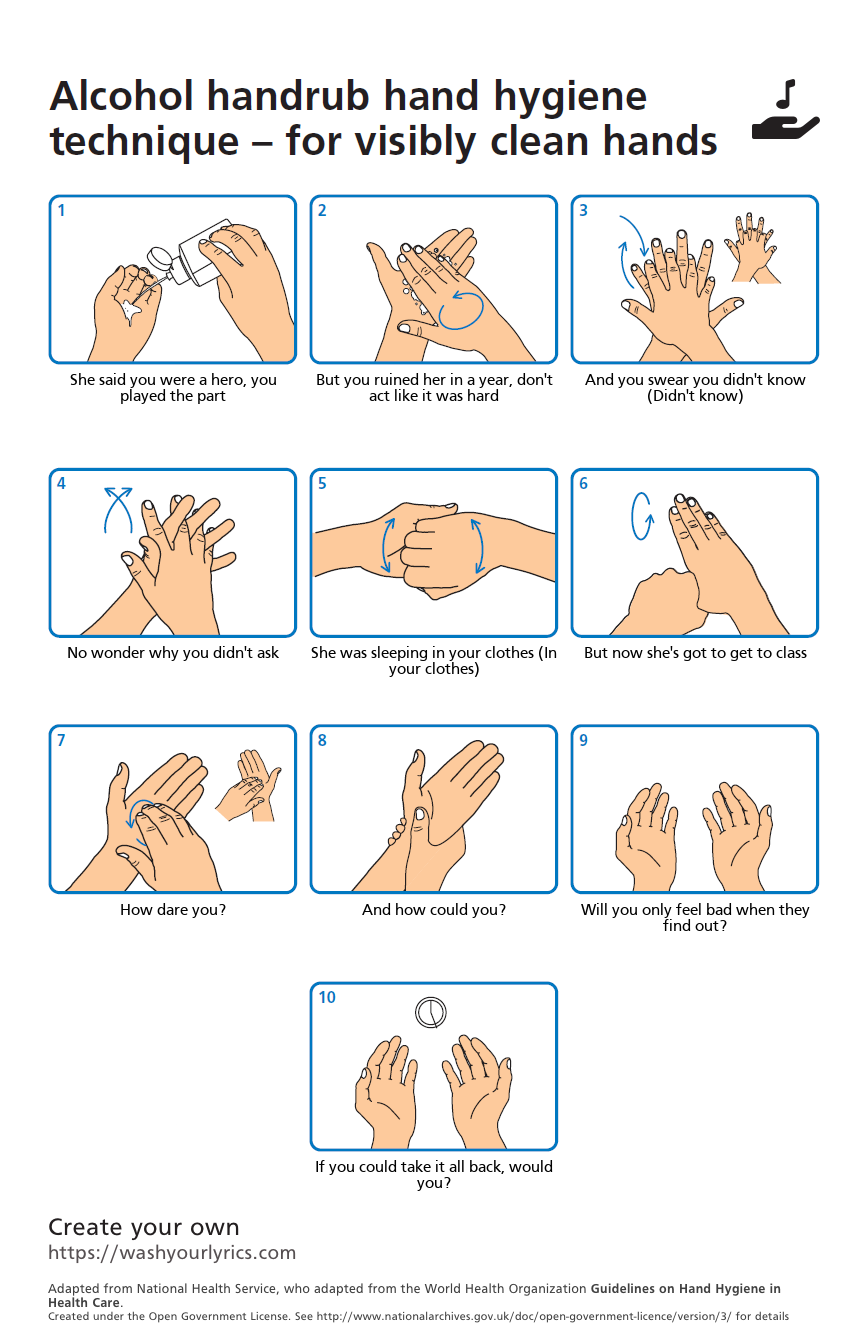 Alcohol handrub hand hygiene
technique – for visibly clean hands
1
She said you were a hero, you
played the part
2
But you ruined her in a year, don't
act like it was hard
3
And you swear you didn't know
(Didn't know)
4
No wonder why you didn't ask
5
She was sleeping in your clothes (In
your clothes)
6
But now she's got to get to class
7
How dare you?
8
And how could you?
9
Will you only feel bad when they
find out?
10
If you could take it all back, would
you?
Create your own
https://washyourlyrics.com
Adapted from National Health Service, who adapted from the World Health Organization Guidelines on Hand Hygiene in
Health Care.
Created under the Open Government License. See http://www.nationalarchives.gov.uk/doc/open-government-licence/version/3/ for details